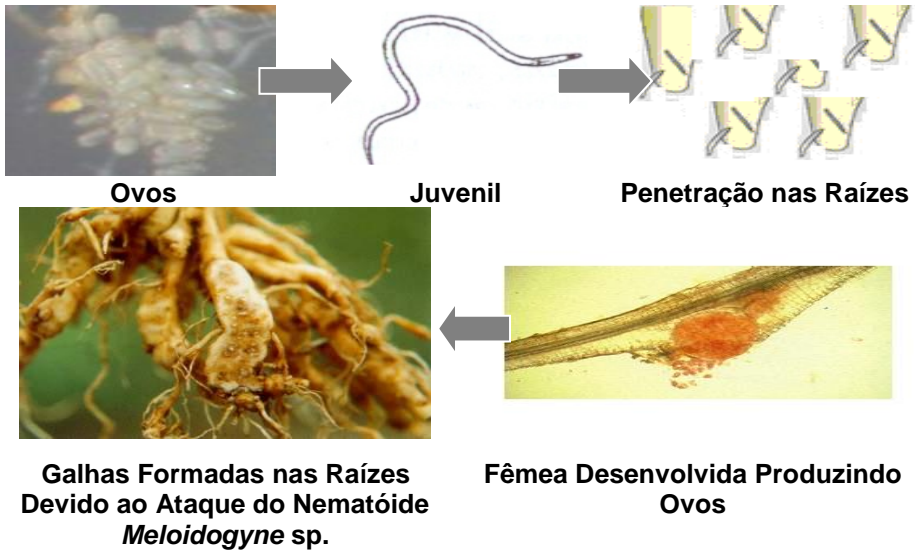 Ovos
Juvenil
Penetração nas Raízes
Galhas Formadas nas Raízes
Devido ao Ataque do Nematóide
Meloidogyne sp.
Fêmea Desenvolvida Produzindo
Ovos